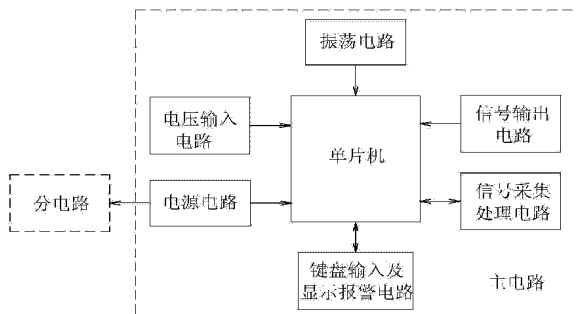 振荡电路
电压输入
电路
单片机
信号输出
电路
分电路
电源电路
信号采集
处理电路
键盘输入及
显示报警电路
主电路